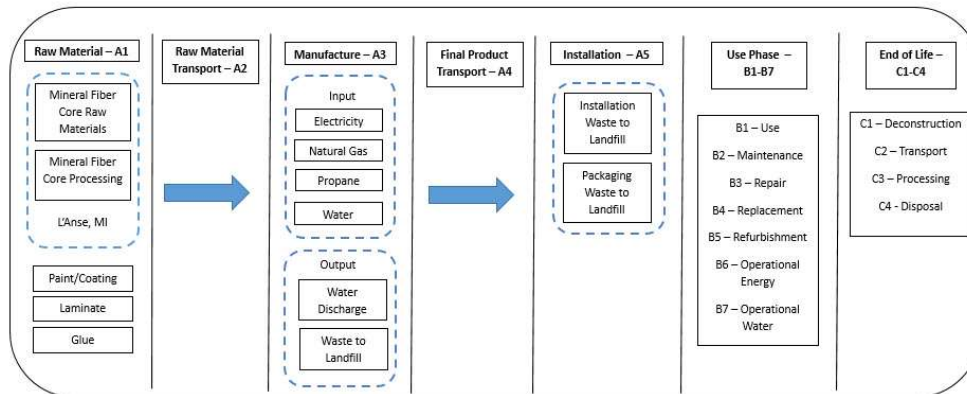 Raw Material – A1
Mineral Fiber
Core Raw
Materials
Mineral Fiber
Core Processing
L'Anse, MI
Paint/Coating
Laminate
Glue
Raw Material
Transport – A2
Manufacture – A3
Input
Electricity
Natural Gas
Propane
Water
Output
Water
Discharge
Waste to
Landfill
Final Product
Transport – A4
Installation – A5
Installation
Waste to
Landfill
Packaging
Waste to
Landfill
Use Phase –
B1-B7
B1 – Use
B2 – Maintenance
B3 – Repair
B4 – Replacement
B5 – Refurbishment
B6 – Operational
Energy
B7 – Operational
Water
End of Life –
C1-C4
C1 – Deconstruction
C2 – Transport
C3 – Processing
C4 - Disposal